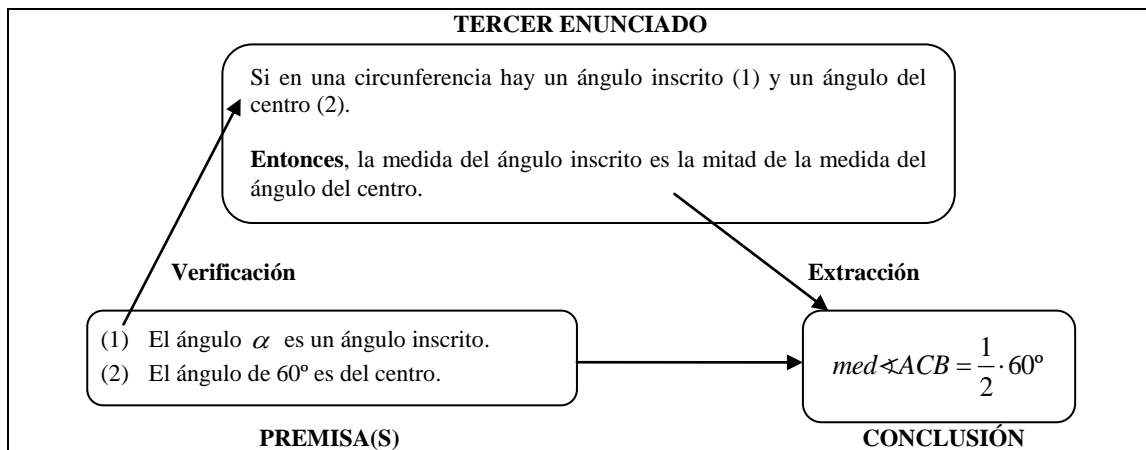 TERCER ENUNCIADO
Si en una circunferencia hay un ángulo inscrito (1) y un ángulo del
centro (2).
Entonces, la medida del ángulo inscrito es la mitad de la medida del
ángulo del centro.
Verificación
Extracción
(1) El ángulo α es un ángulo inscrito.
(2) El ángulo de 60º es del centro.
med∢ACB = 1/2 · 60º
PREMISA(S)
CONCLUSIÓN